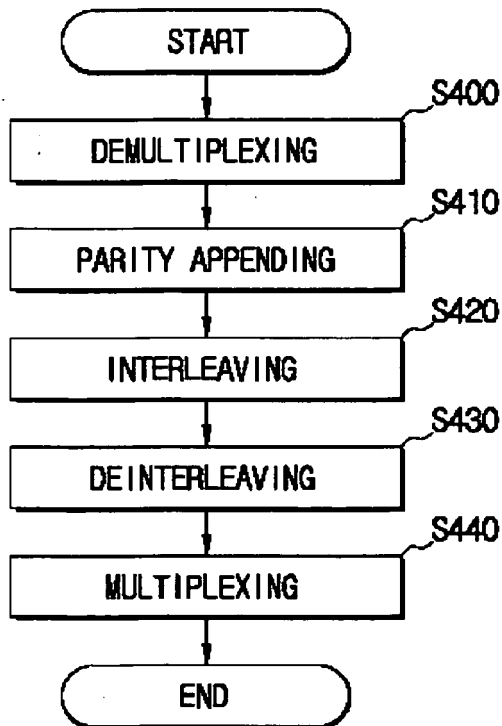 START
S400
DEMULTIPLEXING
S410
PARITY APPENDING
S420
INTERLEAVING
S430
DEINTERLEAVING
S440
MULTIPLEXING
END